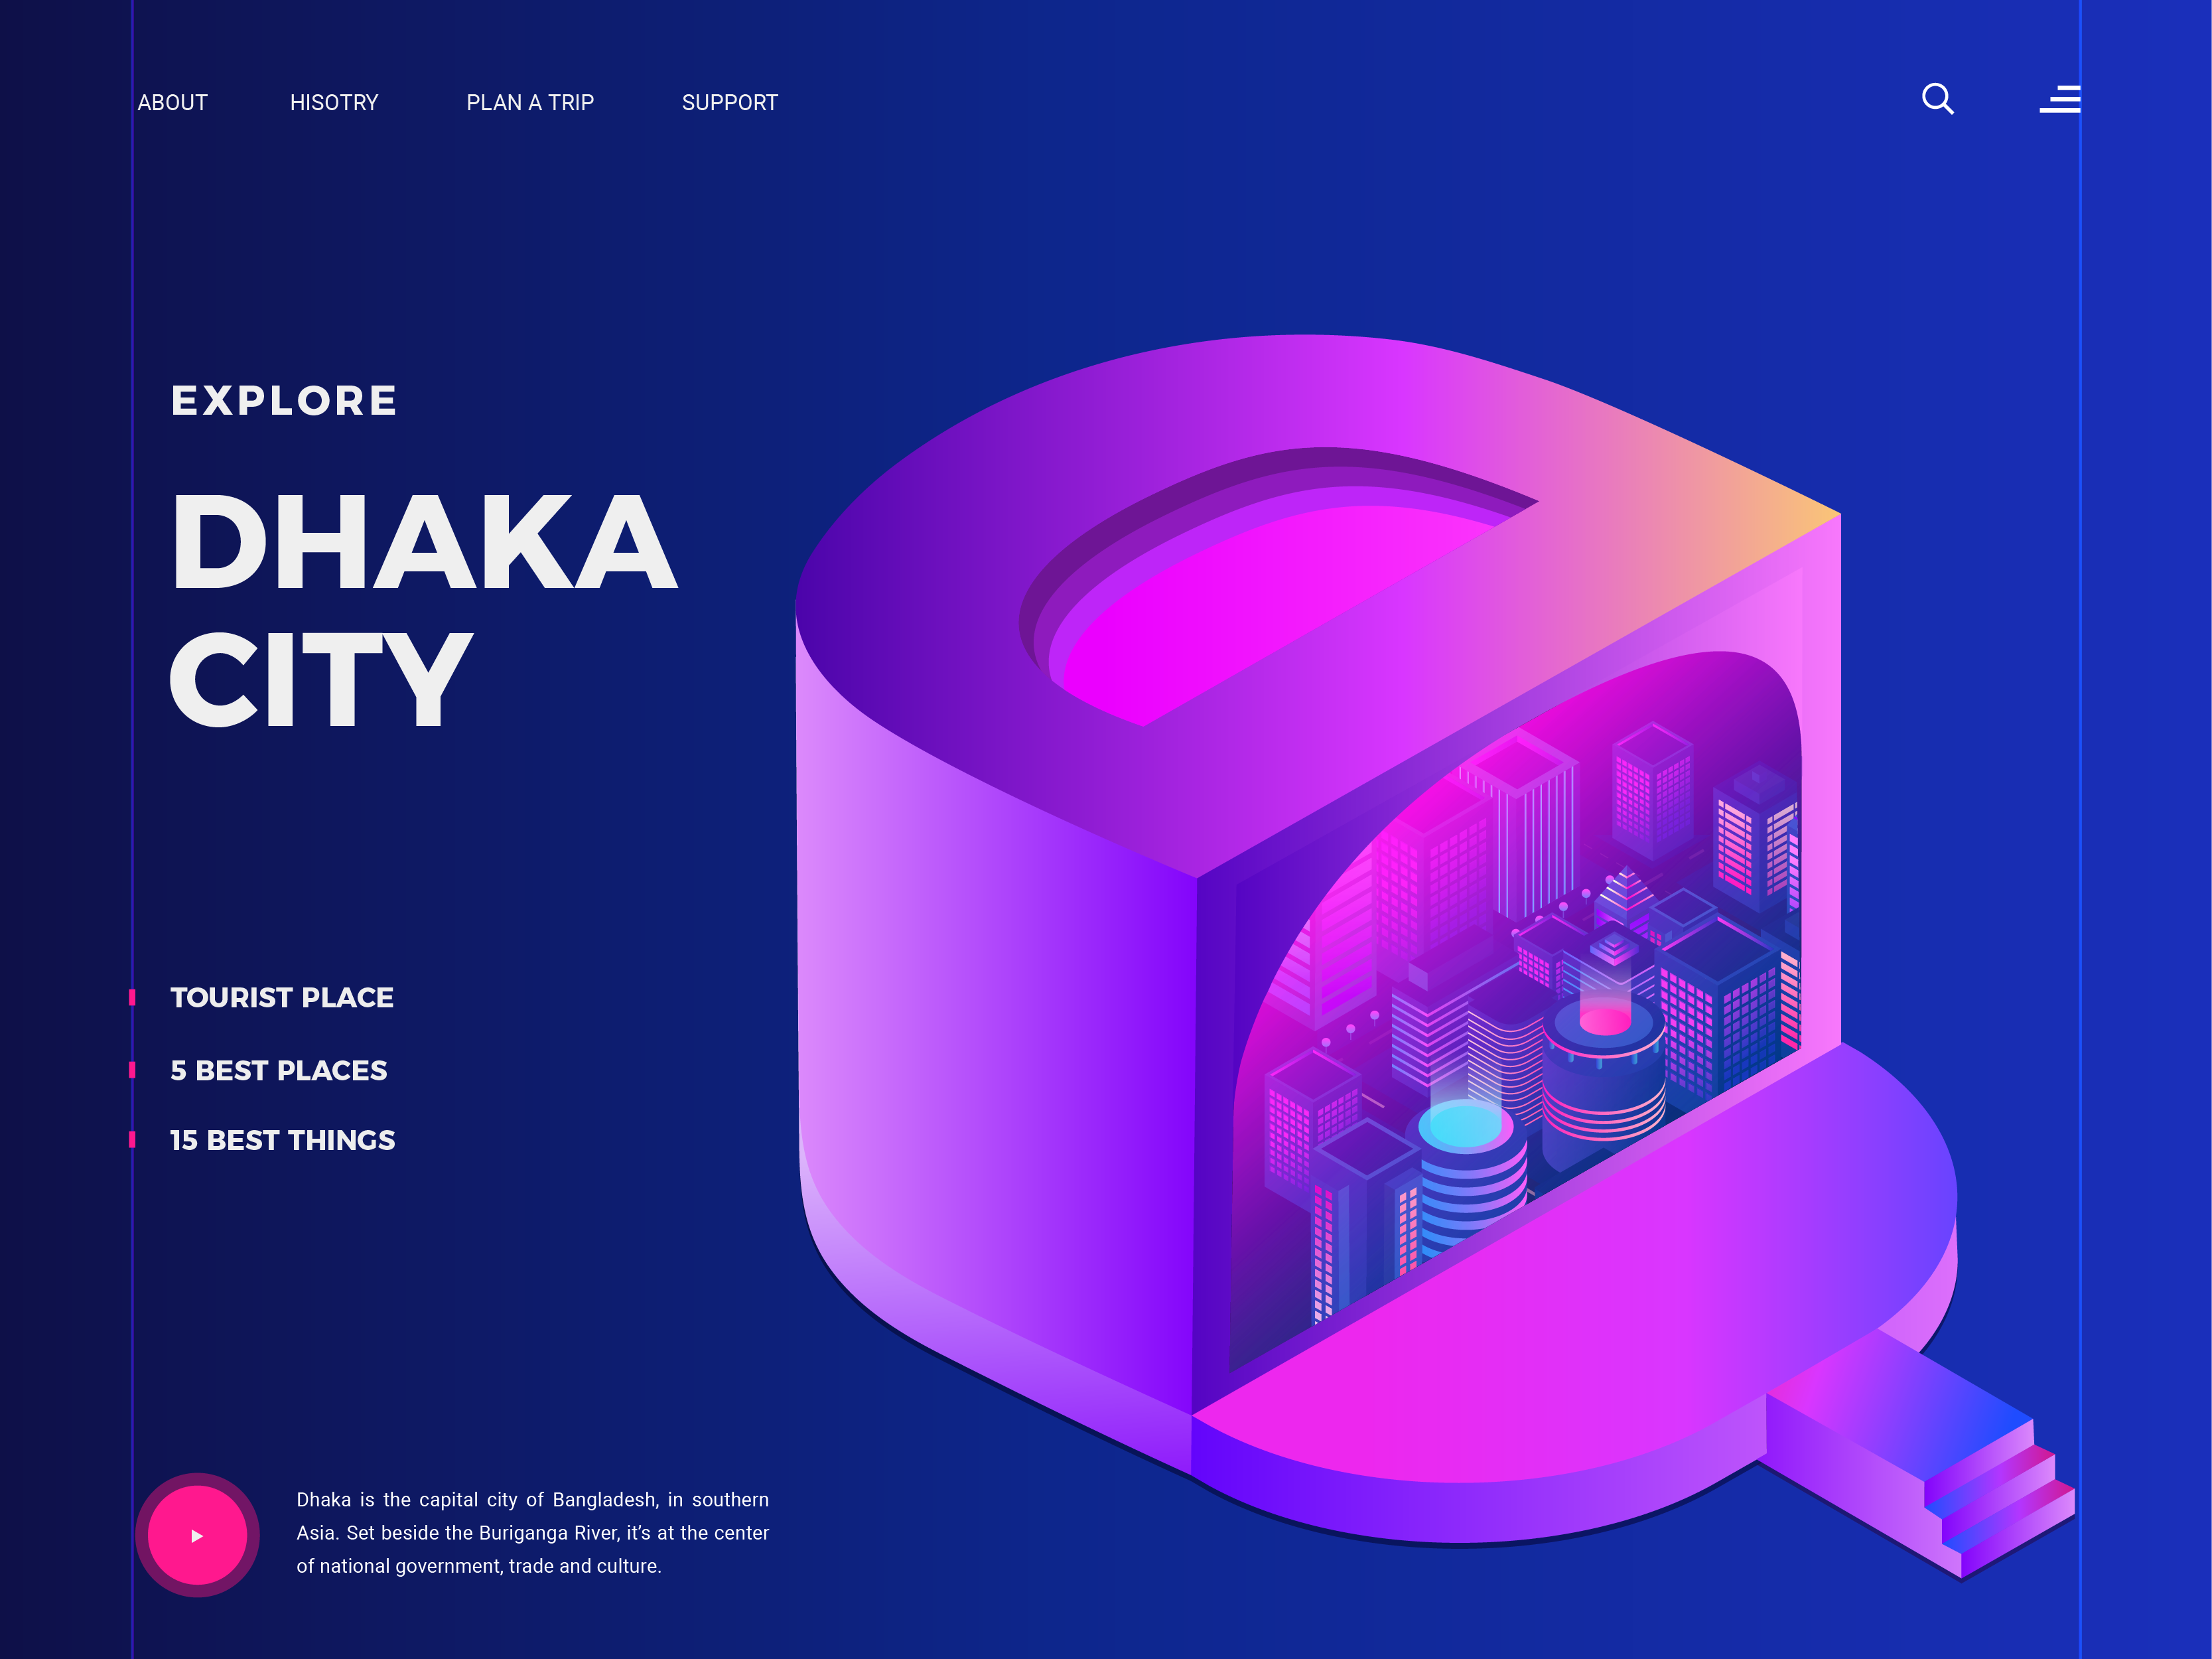 ABOUT HISOTRY PLAN A TRIP SUPPORT
EXPLORE
DHAKA
CITY
TOURIST PLACE
5 BEST PLACES
15 BEST THINGS
Dhaka is the capital city of Bangladesh, in southern
Asia. Set beside the Buriganga River, it’s at the center
of national government, trade and culture.